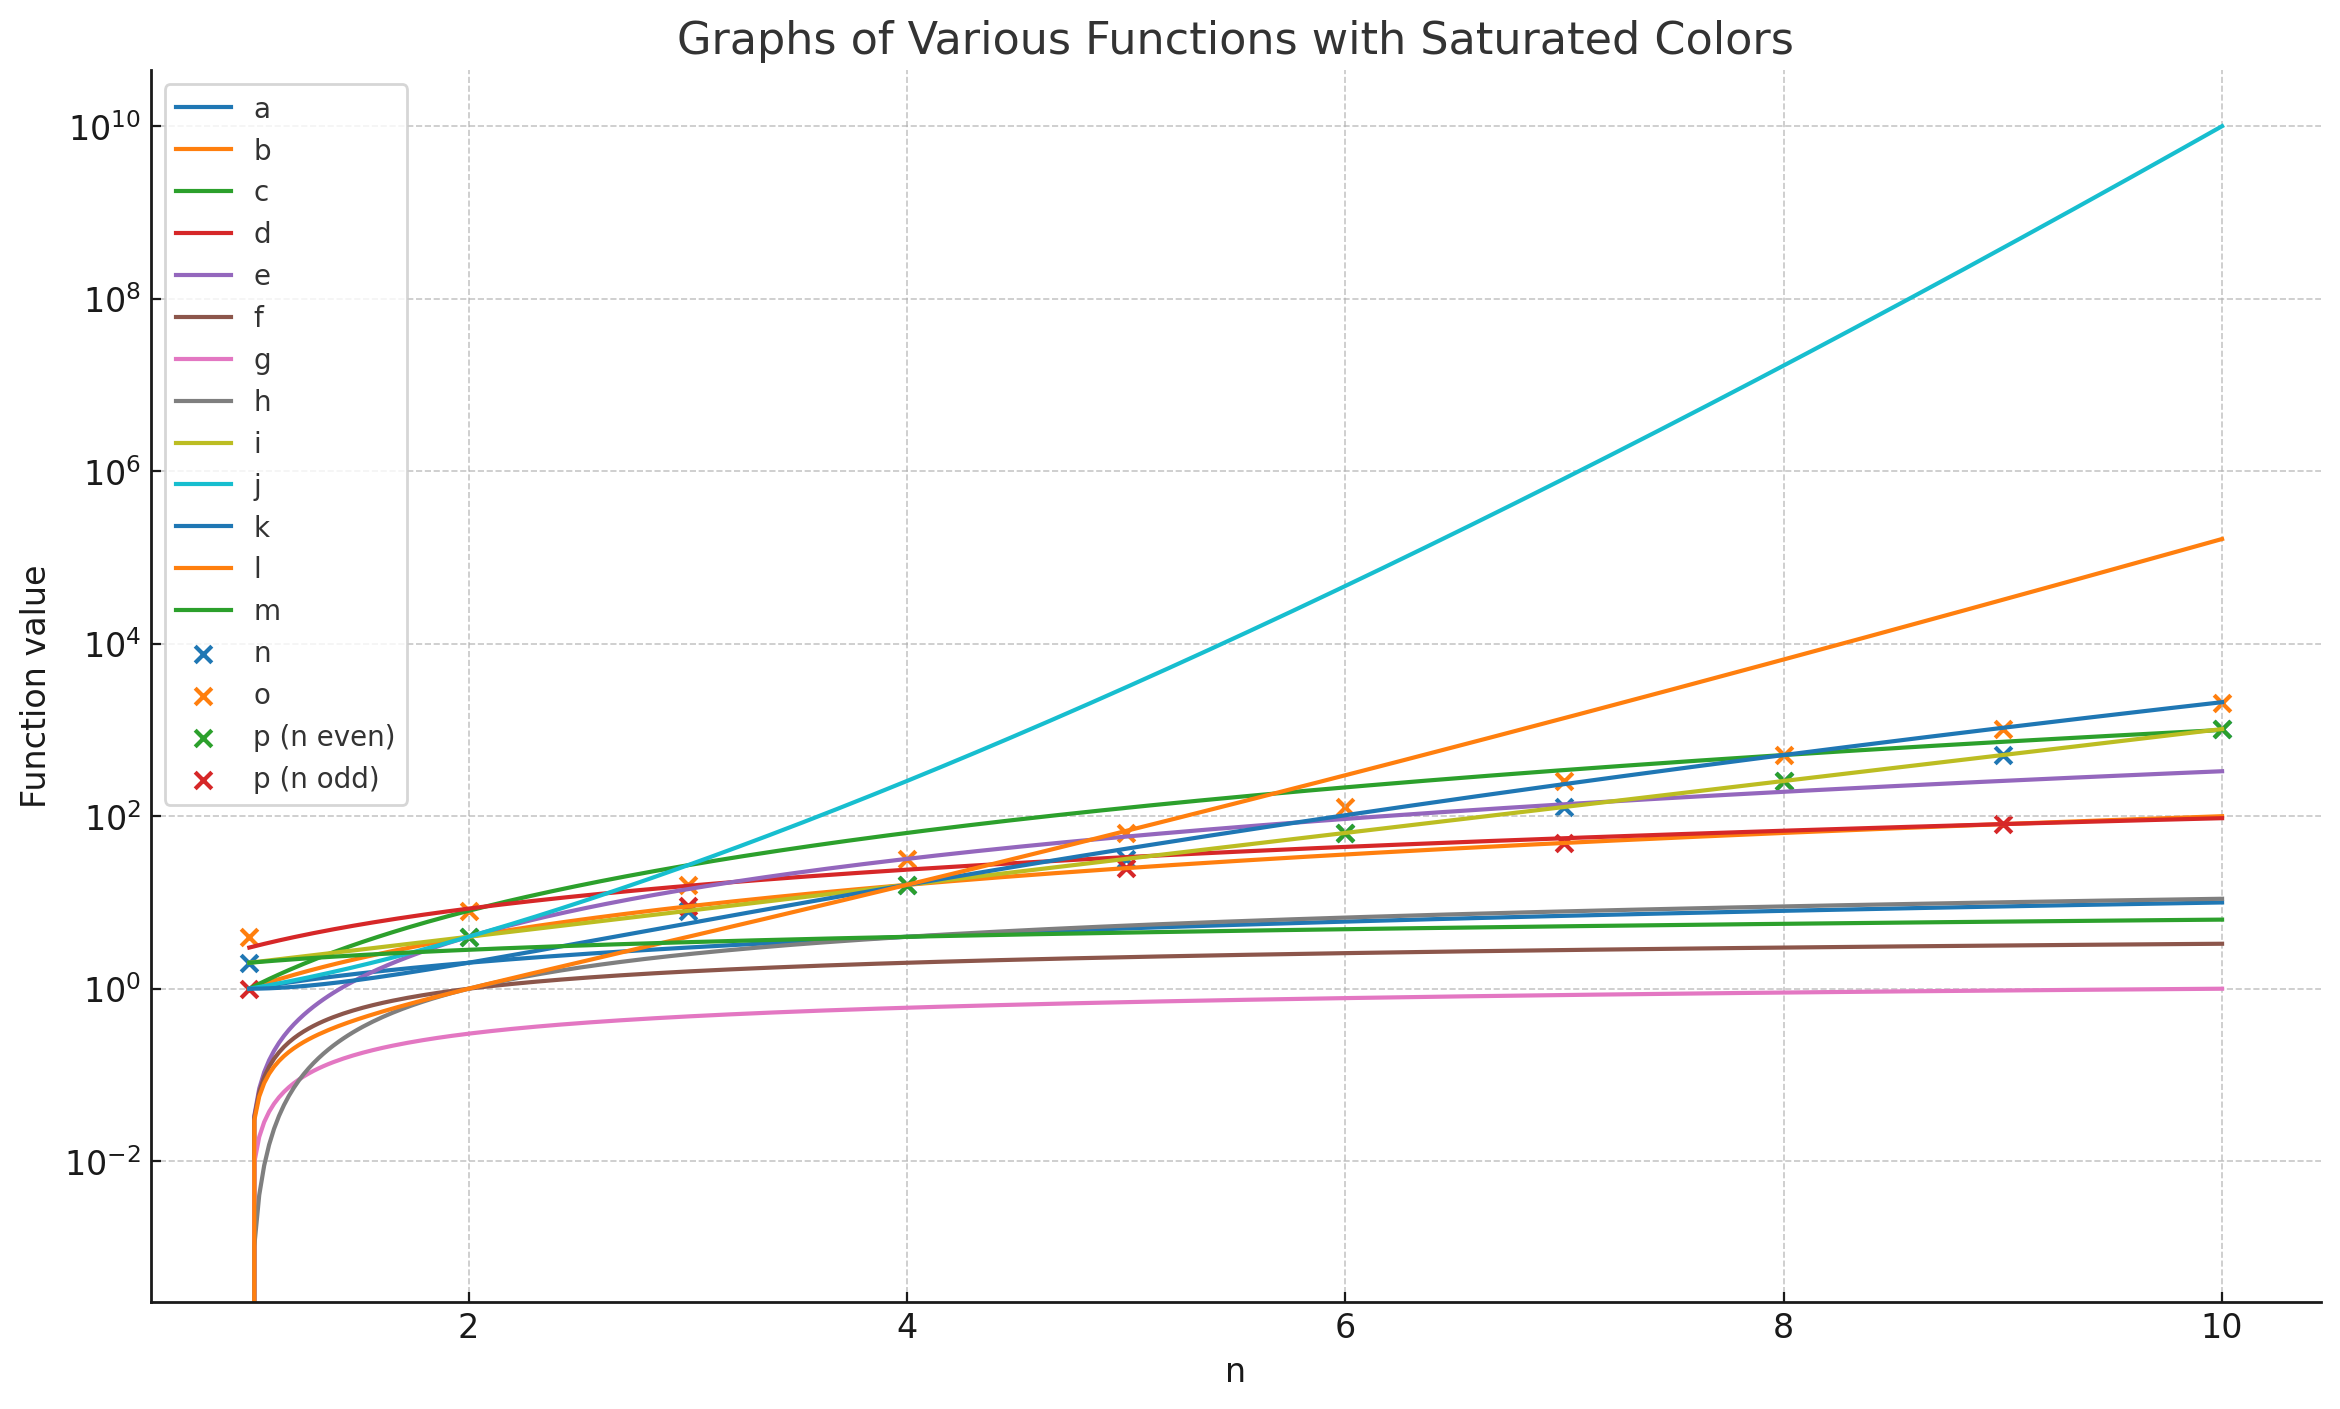 Graphs of Various Functions with Saturated Colors
a
b
c
d
e
f
g
h
i
j
k
l
m
n
o
p (n even)
p (n odd)
Function value
10¹⁰
10⁸
10⁶
10⁴
10²
10⁰
10⁻²
2 4 6 8 10
n